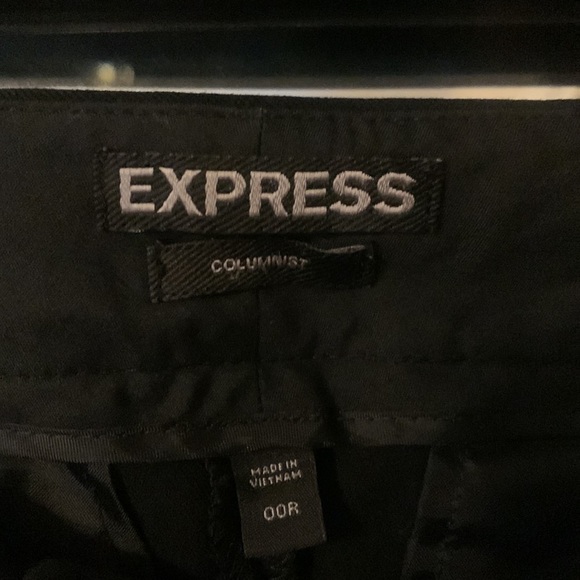 EXPRESS
COLUMNIST
MADE IN
VIETNAM
00R